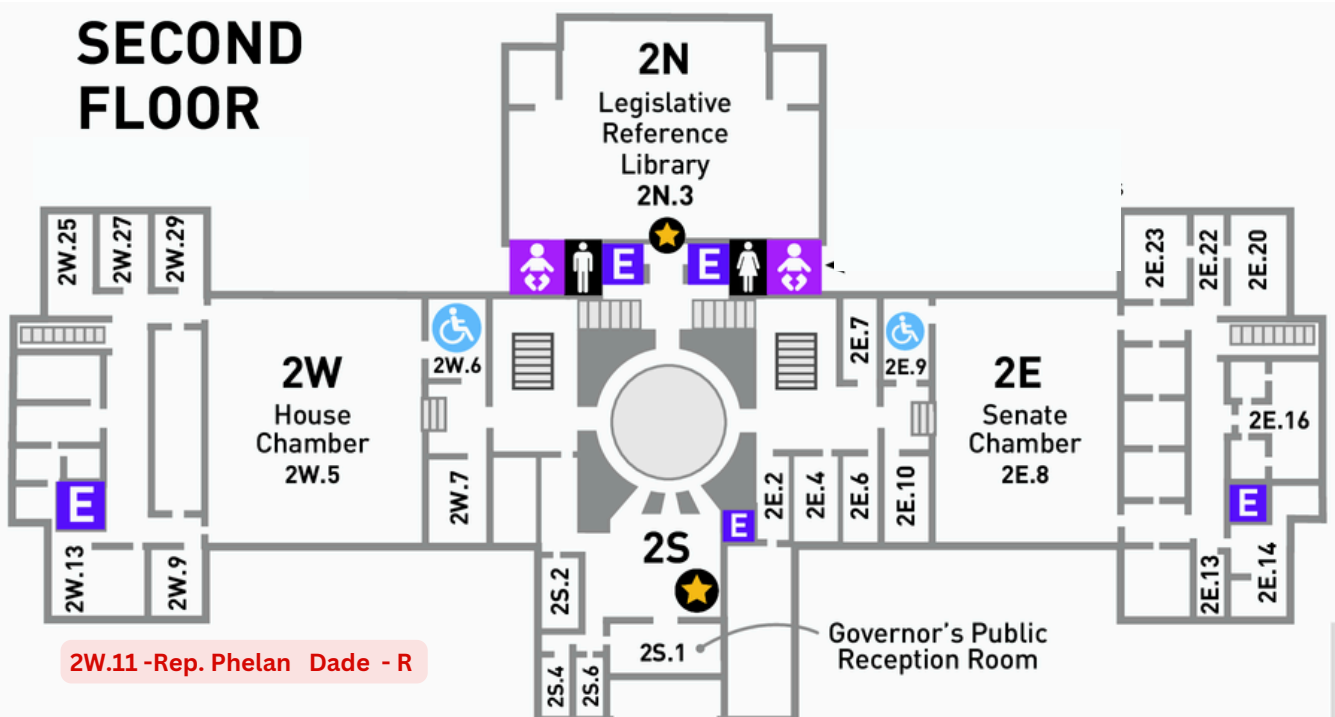 SECOND
FLOOR
2N
Legislative
Reference
Library
2N.3
E
E
2W.25
2W.27
2W.29
2E.23
2E.22
2E.20
2W
House
Chamber
2W.5
2W.6
2E.7
2E.9
2E
Senate
Chamber
2E.8
2E.16
E
2W.7
E
2E.2
2E.4
2E.6
2E.10
E
2W.13
2W.9
2S
2S.2
2E.13
2E.14
2S.1
Governor's Public
Reception Room
2S.4
2S.6
2W.11 -Rep. Phelan Dade - R